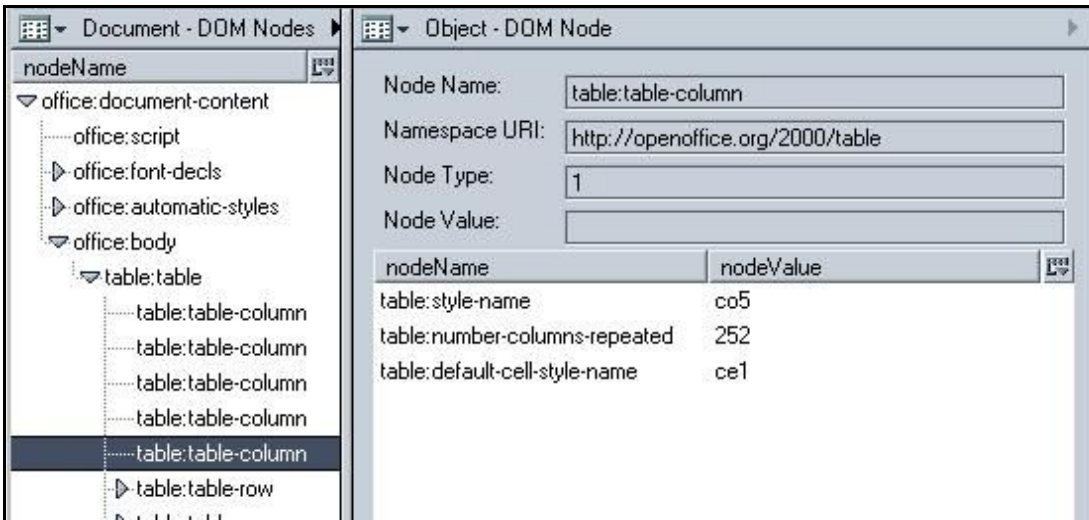 Document - DOM Nodes
nodeName
office:document-content
office:script
office:font-decls
office:automatic-styles
office:body
table:table
table:table-column
table:table-column
table:table-column
table:table-column
table:table-column
table:table-row
Object - DOM Node
Node Name: table:table-column
Namespace URI: http://openoffice.org/2000/table
Node Type: 1
Node Value:
nodeName nodeValue
table:style-name co5
table:number-columns-repeated 252
table:default-cell-style-name ce1